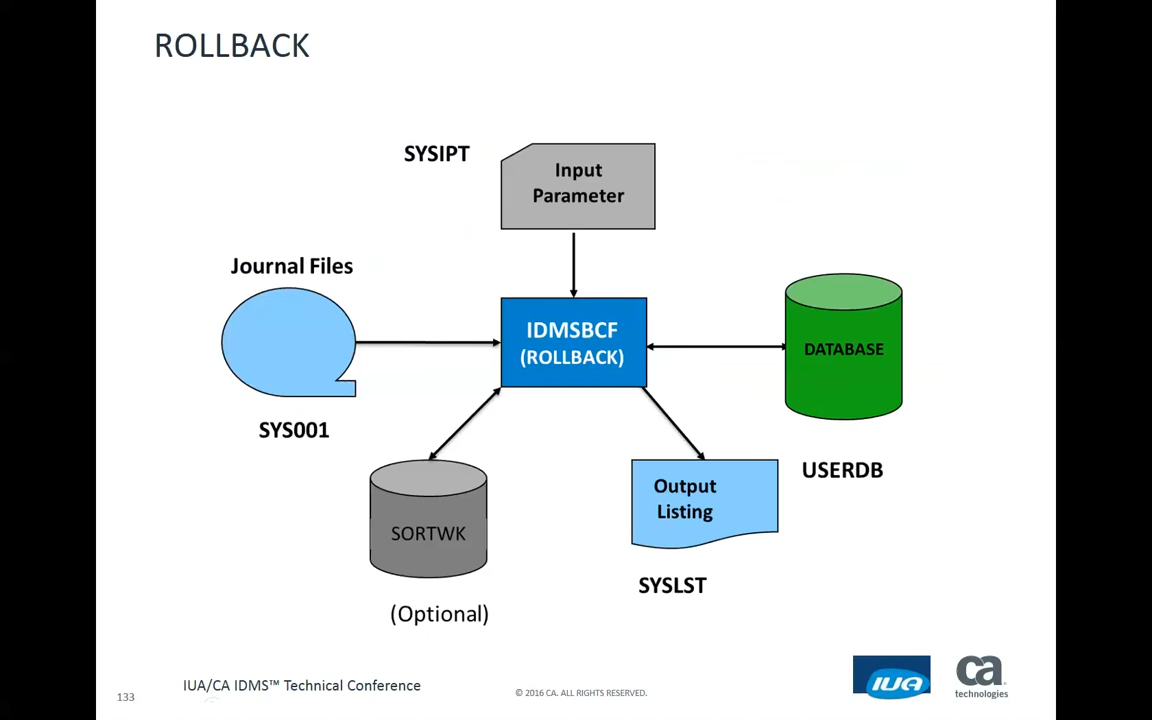 ROLLBACK
SYSIPT
Input
Parameter
Journal Files
IDMSBCF
(ROLLBACK)
DATABASE
SYS001
USERDB
Output
Listing
SORTWK
SYSLST
(Optional)
133
IUA/CA IDMS™ Technical Conference
© 2016 CA. ALL RIGHTS RESERVED.
IUA
ca
technologies